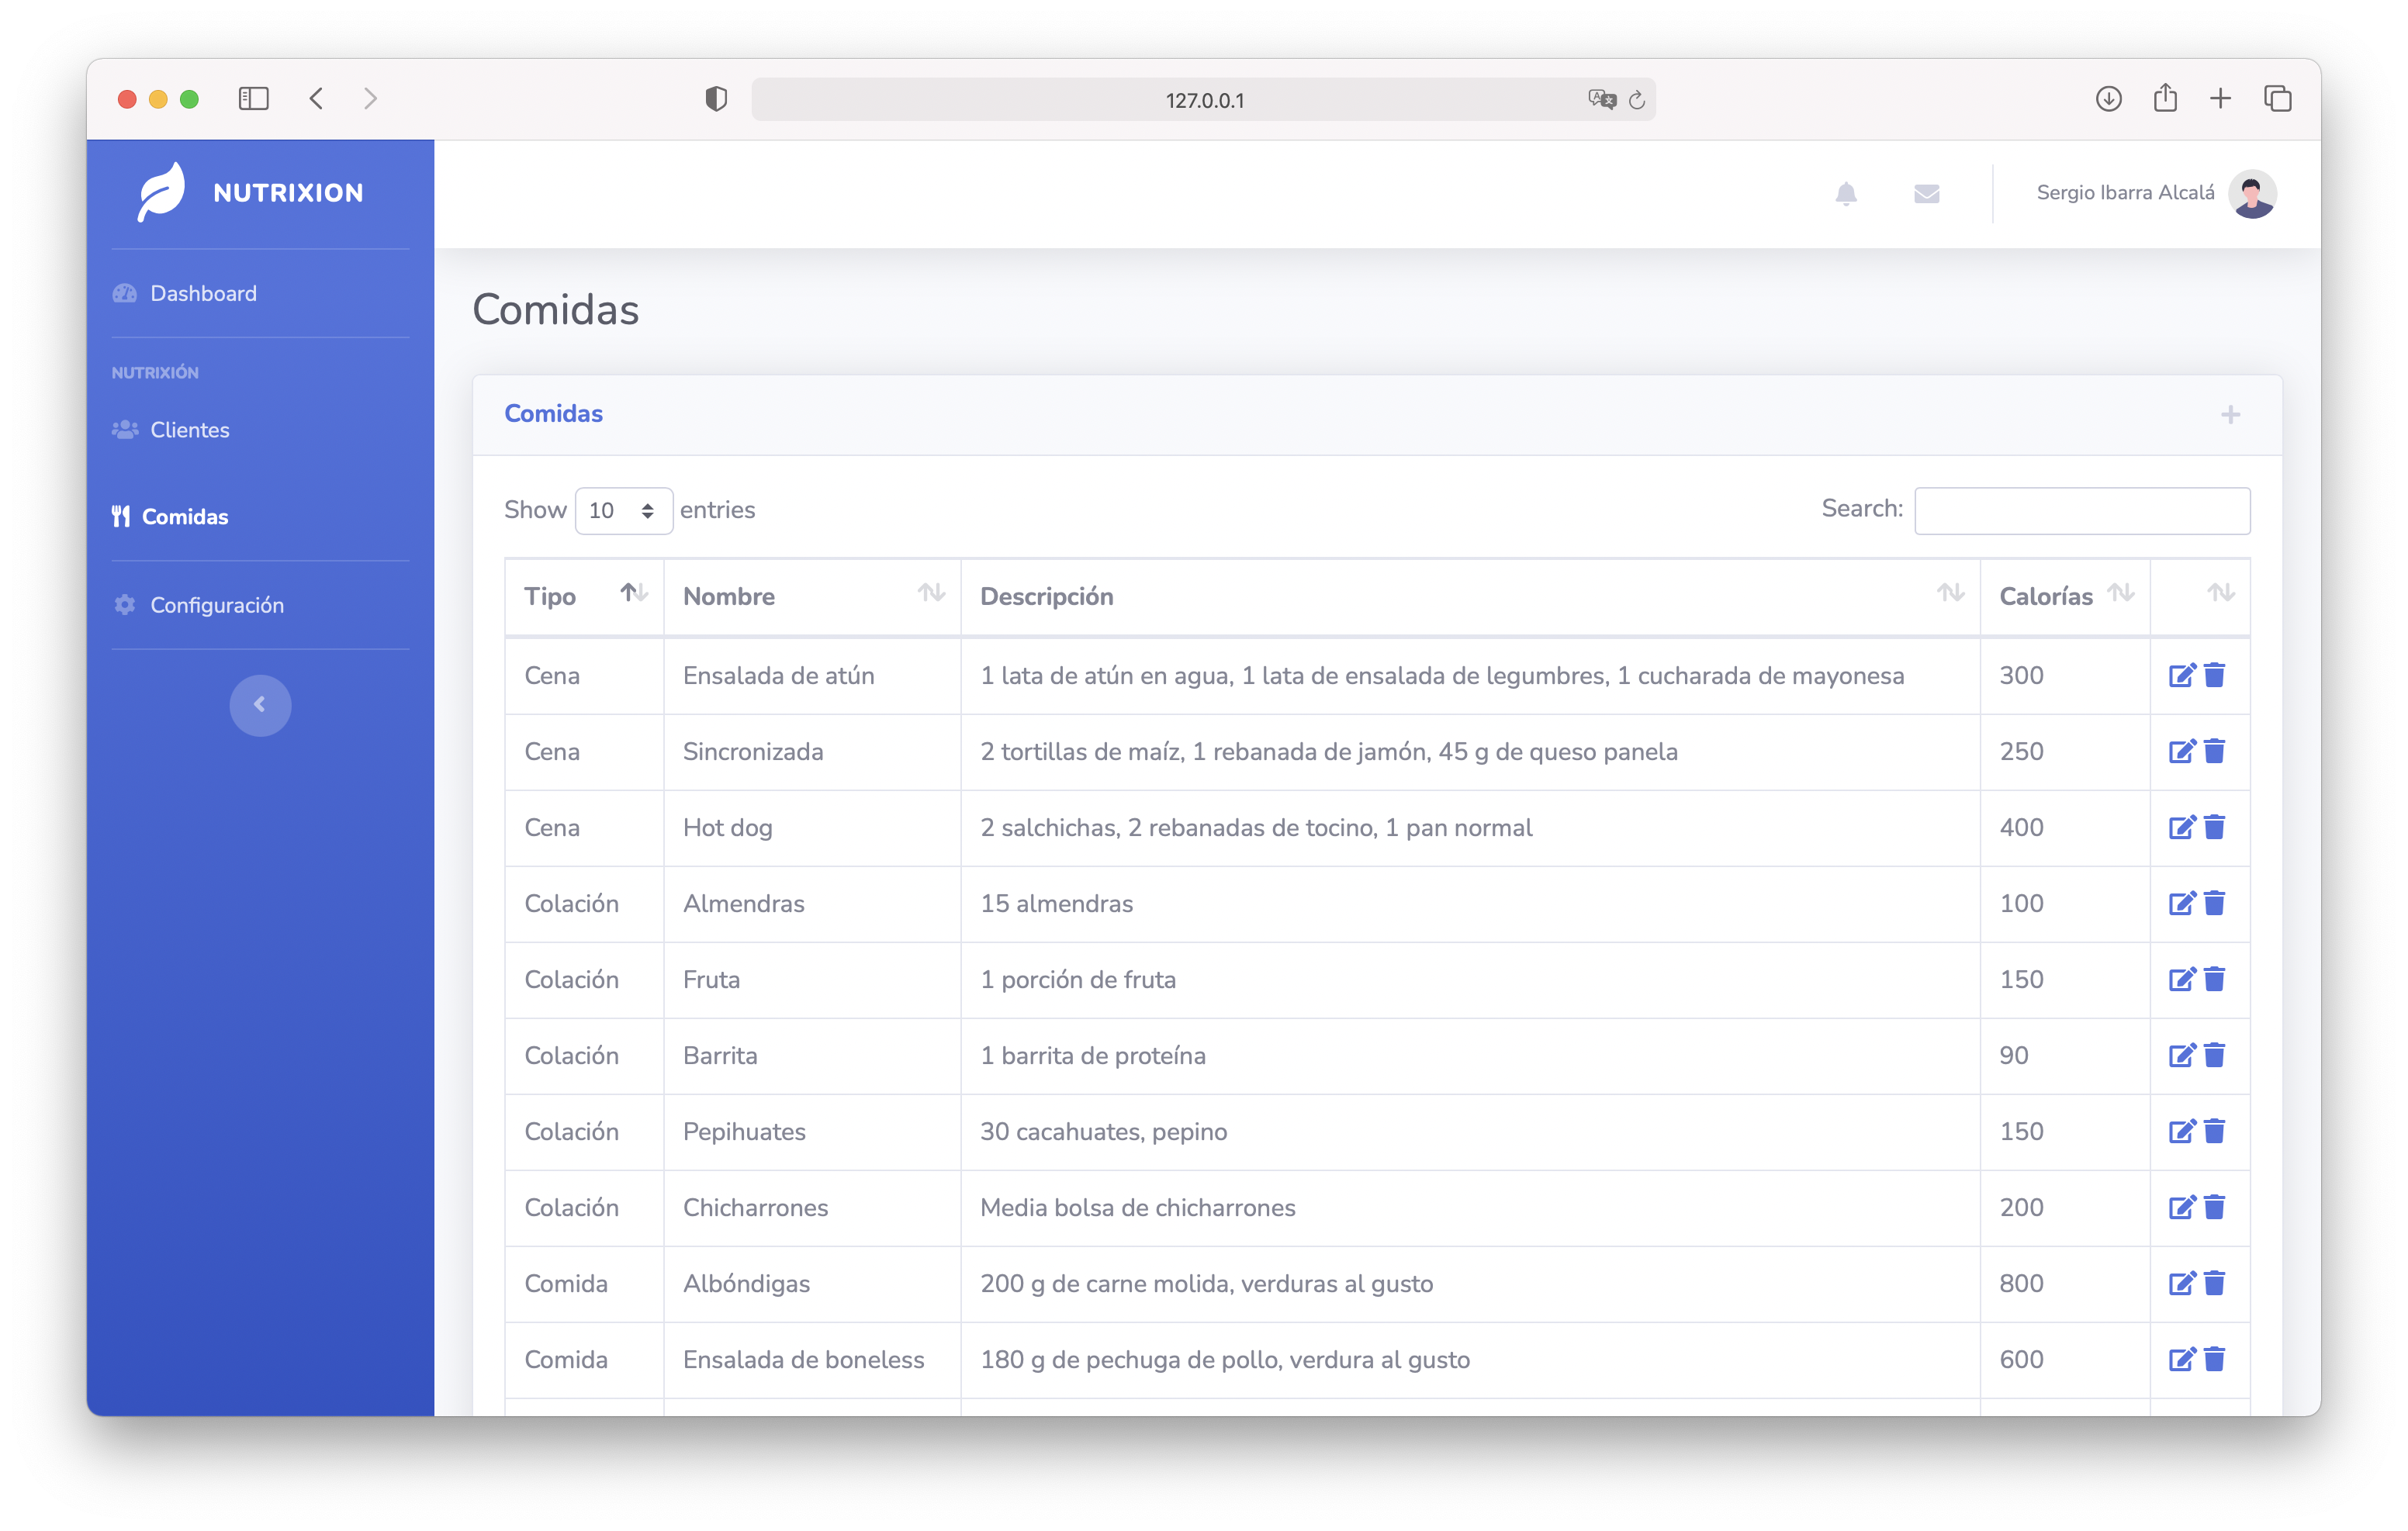 127.0.0.1
NUTRIXION
Sergio Ibarra Alcalá
Dashboard
NUTRIXIÓN
Clientes
Comidas
Configuración
Comidas
Comidas
Show 10 entries
Search:
Tipo Nombre Descripción Calorías
Cena Ensalada de atún 1 lata de atún en agua, 1 lata de ensalada de legumbres, 1 cucharada de mayonesa 300
Cena Sincronizada 2 tortillas de maíz, 1 rebanada de jamón, 45 g de queso panela 250
Cena Hot dog 2 salchichas, 2 rebanadas de tocino, 1 pan normal 400
Colación Almendras 15 almendras 100
Colación Fruta 1 porción de fruta 150
Colación Barrita 1 barrita de proteína 90
Colación Pepihuates 30 cacahuates, pepino 150
Colación Chicharrones Media bolsa de chicharrones 200
Comida Albóndigas 200 g de carne molida, verduras al gusto 800
Comida Ensalada de boneless 180 g de pechuga de pollo, verdura al gusto 600